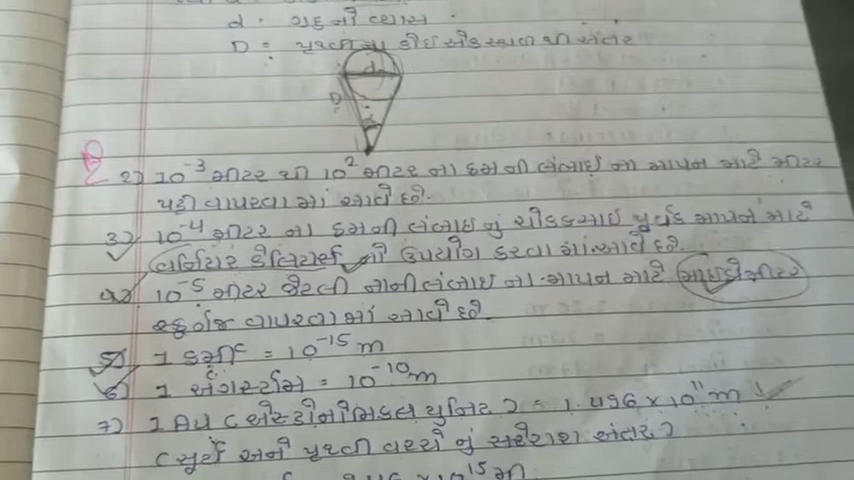 d : ગ્રહનો વ્યાસ .
D : પૃથ્વીના કોઈ એક સ્થાન થી અંતર
d
D
α
2) 10⁻³ મીટર થી 10² મીટર ના ક્રમ ની લંબાઈ ના માપન માટે મીટર
પટ્ટી વાપરવા માં આવે છે.
3) 10⁻⁴ મીટર ના ક્રમની લંબાઈ નું ચોકકસાઈ પૂર્વક માપન માટે
વર્નિયર કેલિપર્સ નો ઉપયોગ કરવા માં આવે છે.
4) 10⁻⁵ મીટર જેટલી નાની લંબાઈ ના માપન માટે માઇક્રોમીટર
સ્ક્રૂગેજ વાપરવા માં આવે છે
5) 1 ફર્મી = 10⁻¹⁵ m
6) 1 અંગસ્ટ્રોમ = 10⁻¹⁰ m
7) 1 AU (એસ્ટ્રોનોમિકલ યુનિટ) = 1.496 × 10¹¹ m
(સૂર્ય અને પૃથ્વી વચ્ચે નું સરેરાશ અંતર)
10¹⁵ મી